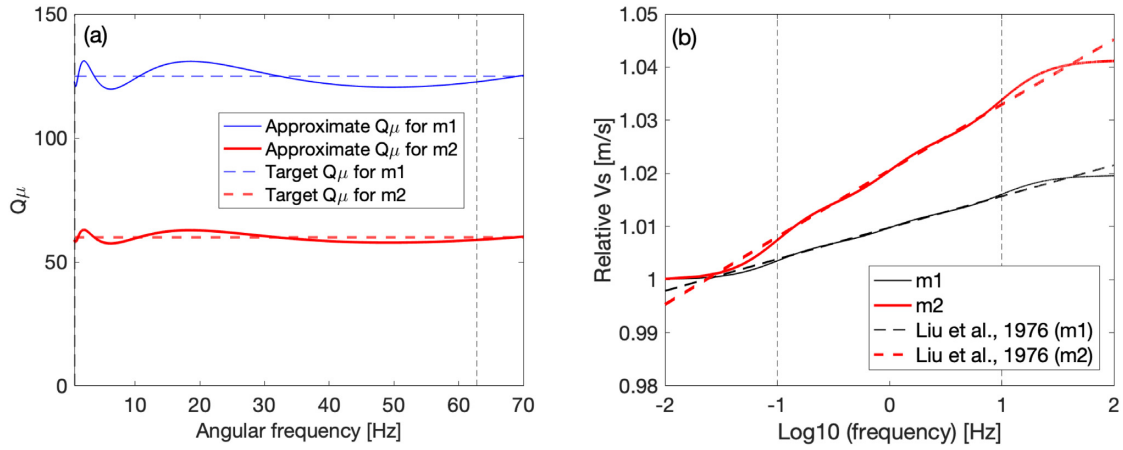 (a)
150
100
50
0
Qμ
10
20
30
40
50
60
70
Angular frequency [Hz]
Approximate Qμ for m1
Approximate Qμ for m2
Target Qμ for m1
Target Qμ for m2
(b)
1.05
1.04
1.03
1.02
1.01
1
0.99
0.98
Relative Vs [m/s]
-2
-1
0
1
2
Log10 (frequency) [Hz]
m1
m2
Liu et al., 1976 (m1)
Liu et al., 1976 (m2)